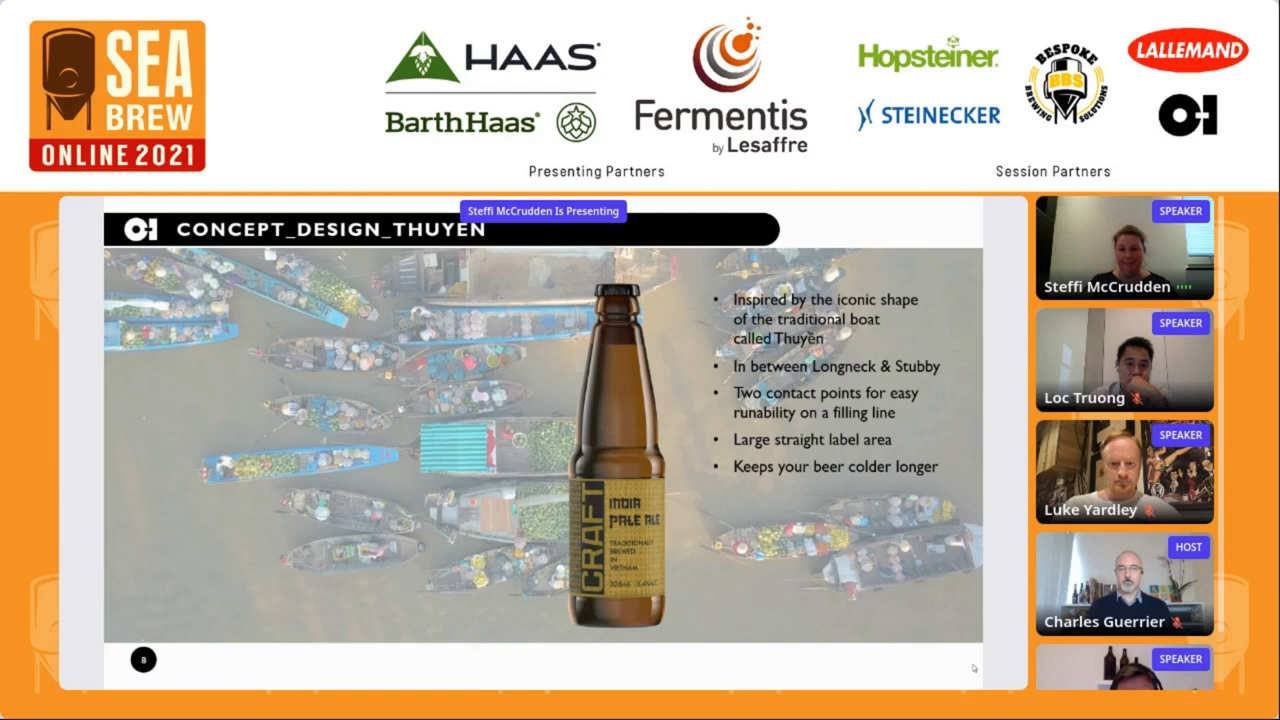 SEA
BREW
ONLINE 2021
HAAS®
BarthHaas®
Fermentis
by Lesaffre
Hopsteiner®
STEINECKER
BESPOKE
BBS
BREWING SOLUTIONS
LALLEMAND
O-I
Presenting Partners
Session Partners
Steffi McCrudden Is Presenting
O-I
CONCEPT_DESIGN_THUYEN
• Inspired by the iconic shape
of the traditional boat
called Thuyền
• In between Longneck & Stubby
• Two contact points for easy
runability on a filling line
• Large straight label area
• Keeps your beer colder longer
CRAFT
INDIA
PALE ALE
TRADITIONALLY
BREWED
IN
VIETNAM
8
SPEAKER
Steffi McCrudden
SPEAKER
Loc Truong
SPEAKER
Luke Yardley
HOST
Charles Guerrier
SPEAKER